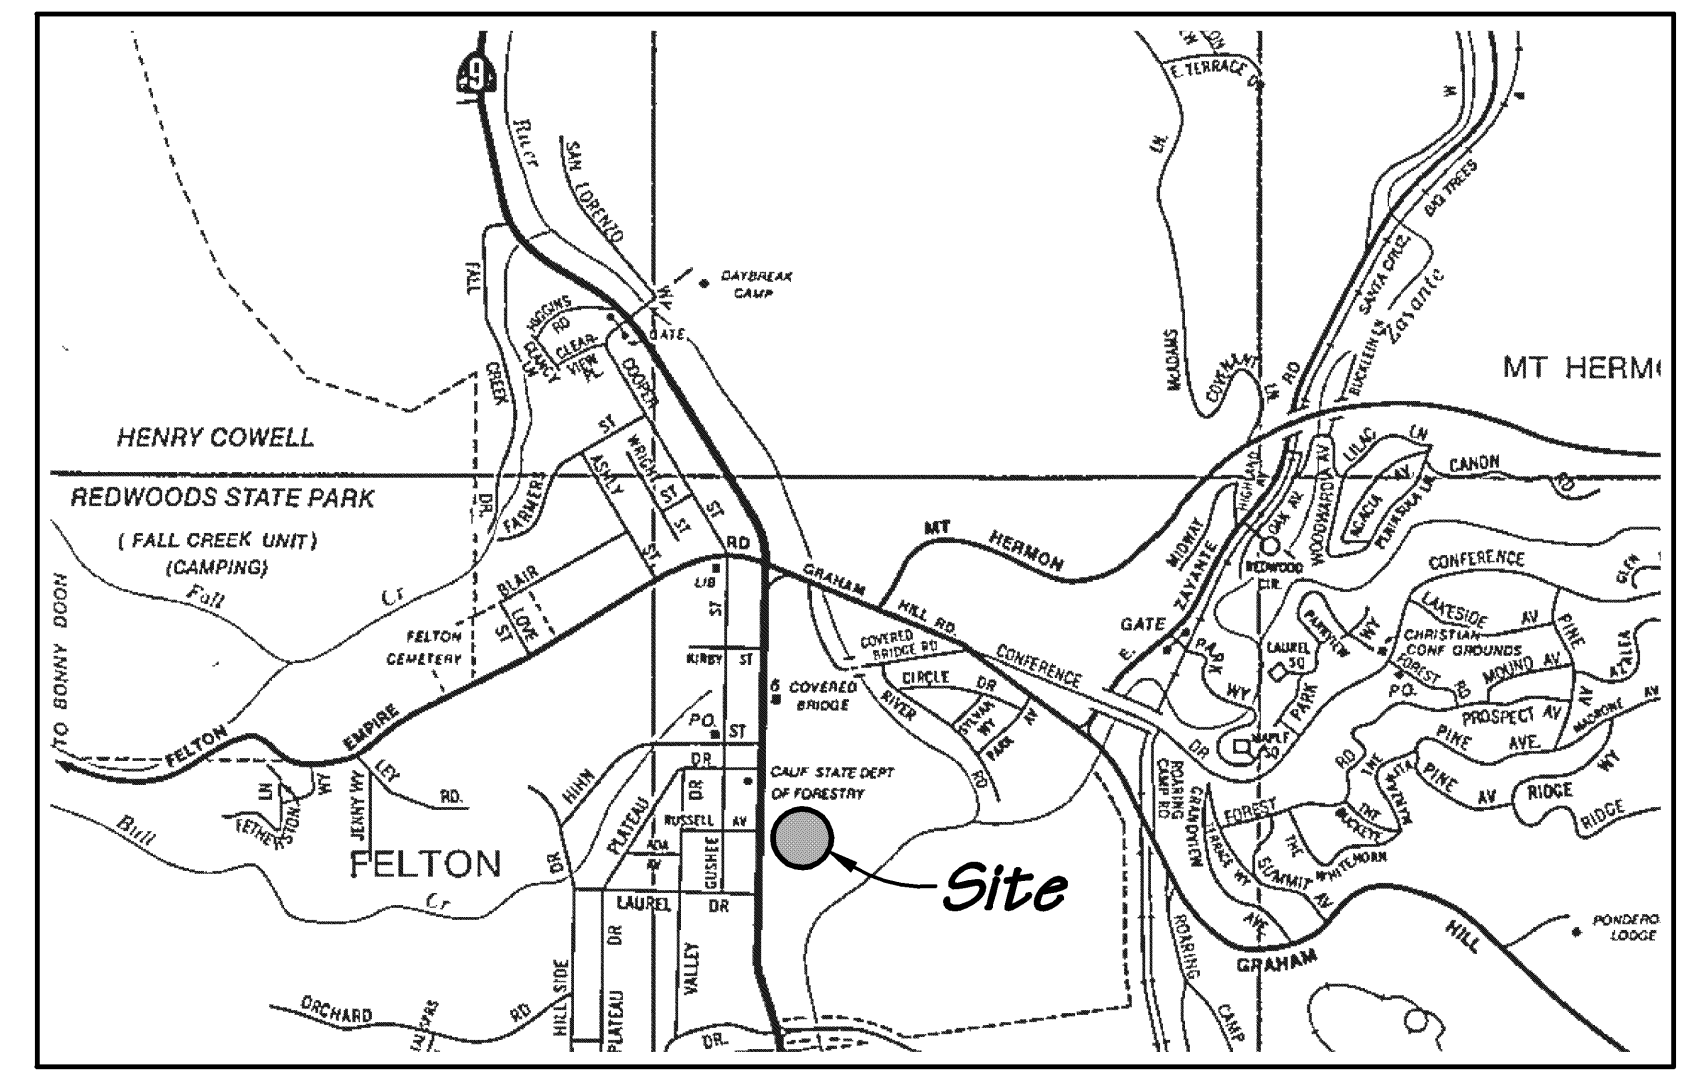 9
River
SAN LORENZO
WY
E. TERRACE
LN.
W
BIG TREES
SANTA CRUZ,
Zasante
DAYBREAK
CAMP
FALL
CREEK
DR.
HIGGINS
RD
CLEAR-
VIEW
PL
CLANCY
LN
GATE
COOPER
ST
McADAMS
COVENANT
LN.
RD
BUCKLEIN LN
MT HERM
HENRY COWELL
REDWOODS STATE PARK
( FALL CREEK UNIT)
(CAMPING)
ST
WRIGHT
ST
ST
ASHLY
ST.
FARMERS
LILAC
LN
CANON
RD
HIGHLAND
AV
OAK AV.
WOODWARDIA AV
ACACIA AV
PENINSULA LN.
MT
HERMON
MIDWAY
ZAYANTE
E.
REDWOOD
CIR.
CONFERENCE
GLEN
RD
GRAHAM
HILL RD.
LIB
ST
BLAIR
LOVE
ST
Fall
Cr
TO BONNY DOON
FELTON
CEMETERY
KIRBY ST
COVERED
BRIDGE RD
COVERED
BRIDGE
CONFERENCE
DR
CIRCLE DR
RIVER
RD
SYLVAN
WY
PARK
AV
GATE
PARK
WY
PARKVIEW
WY
LAUREL
SQ
PARK
MAPLE
SQ
LAKESIDE AV
PINE
AV
CHRISTIAN
CONF GROUNDS
FOREST
RD
MOUND AV
AZALEA
P.O.
PROSPECT AV
MADRONE
AV
PINE AVE.
PINE
AV
RIDGE
WY
RIDGE
RD
THE
MANZANITA
THE
BUCKEYE
THE
WHITEHORN
FOREST
SUMMIT
AV
TERRACE WY
GRANDVIEW
AVE.
ROARING
CAMP RD
FELTON
EMPIRE
LEY
RD.
JENNY WY
LN
WY
FETHERSTON
P.O.
ST
HIHN
DR
DR
PLATEAU
DR
RUSSELL AV
ADA
AV
GUSHEE
CALIF STATE DEPT
OF FORESTRY
Bull
Cr
FELTON
Site
LAUREL DR
DR
HILLSIDE
PLATEAU
VALLEY
DR.
ORCHARD
RD
ROARING
CAMP
GRAHAM
HILL
PONDERO
LODGE